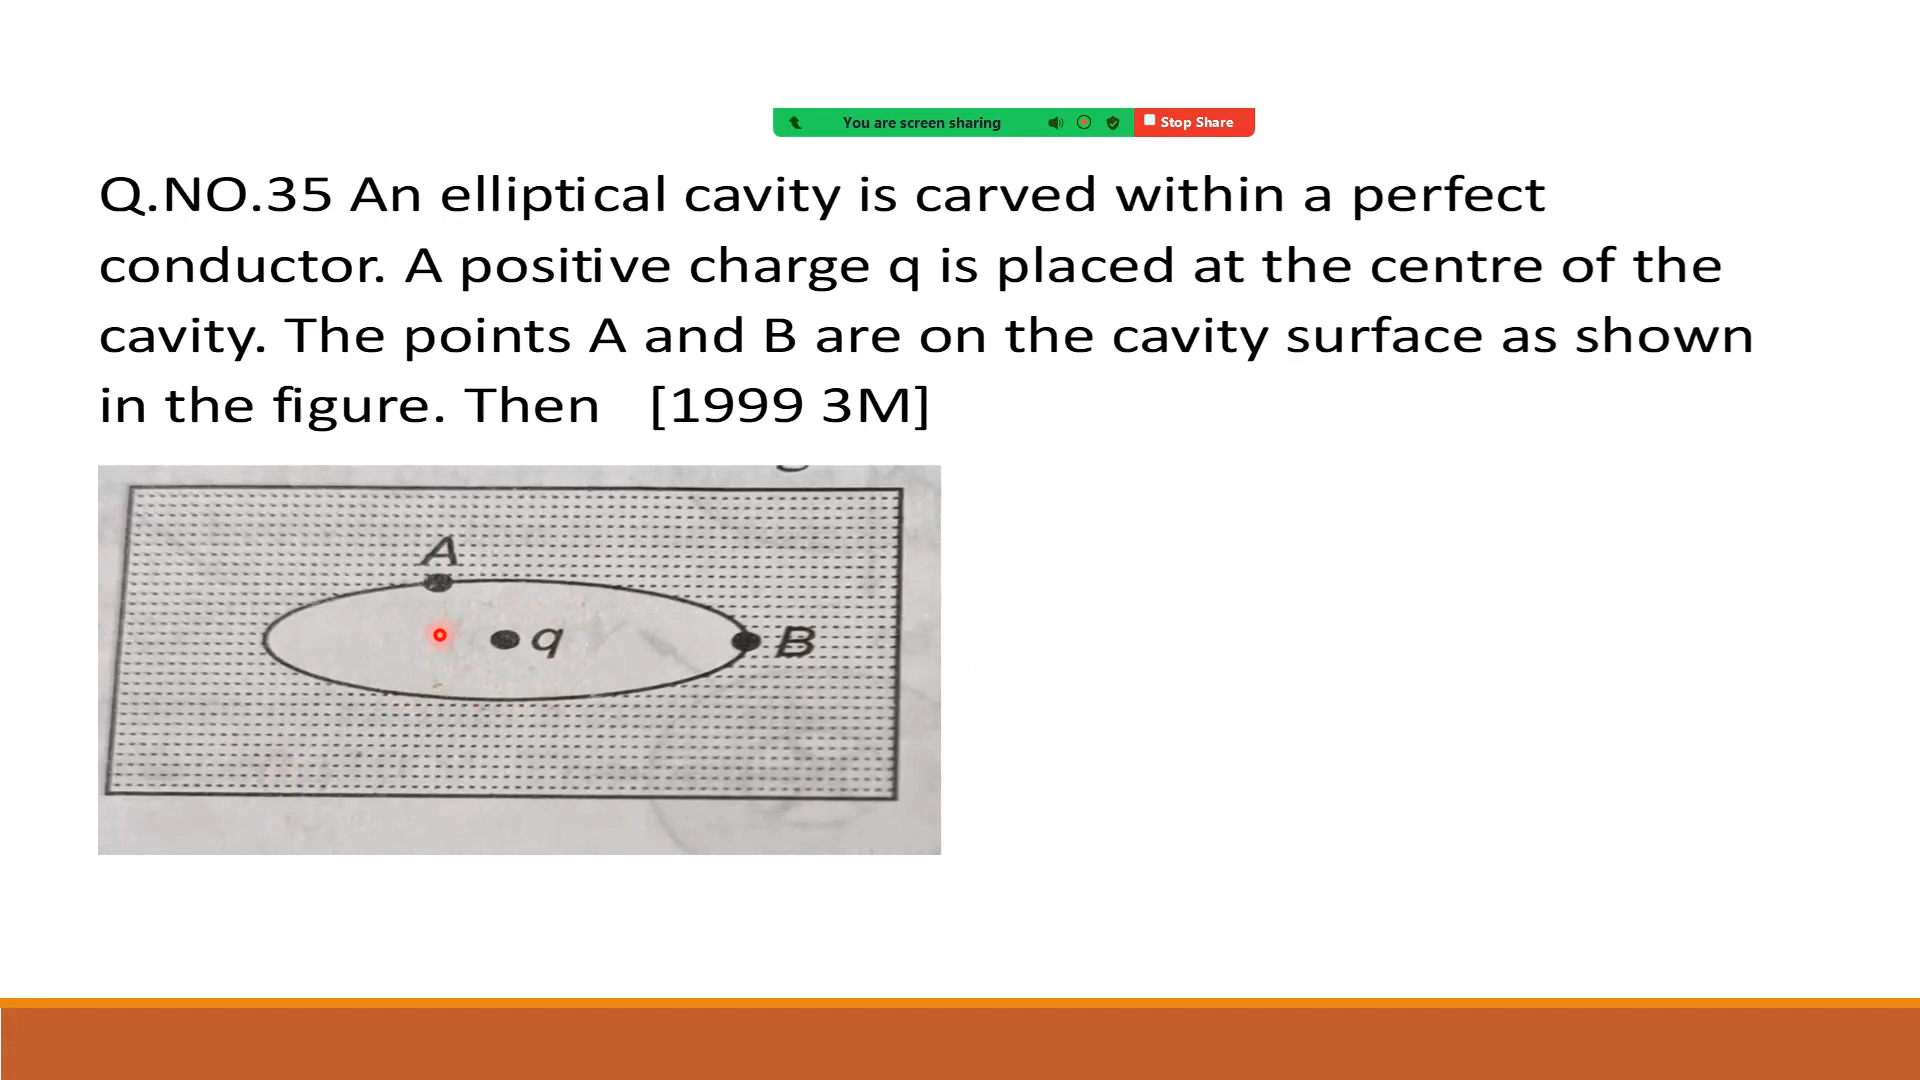 You are screen sharing
Stop Share
Q.NO.35 An elliptical cavity is carved within a perfect
conductor. A positive charge q is placed at the centre of the
cavity. The points A and B are on the cavity surface as shown
in the figure. Then [1999 3M]
A
q
B